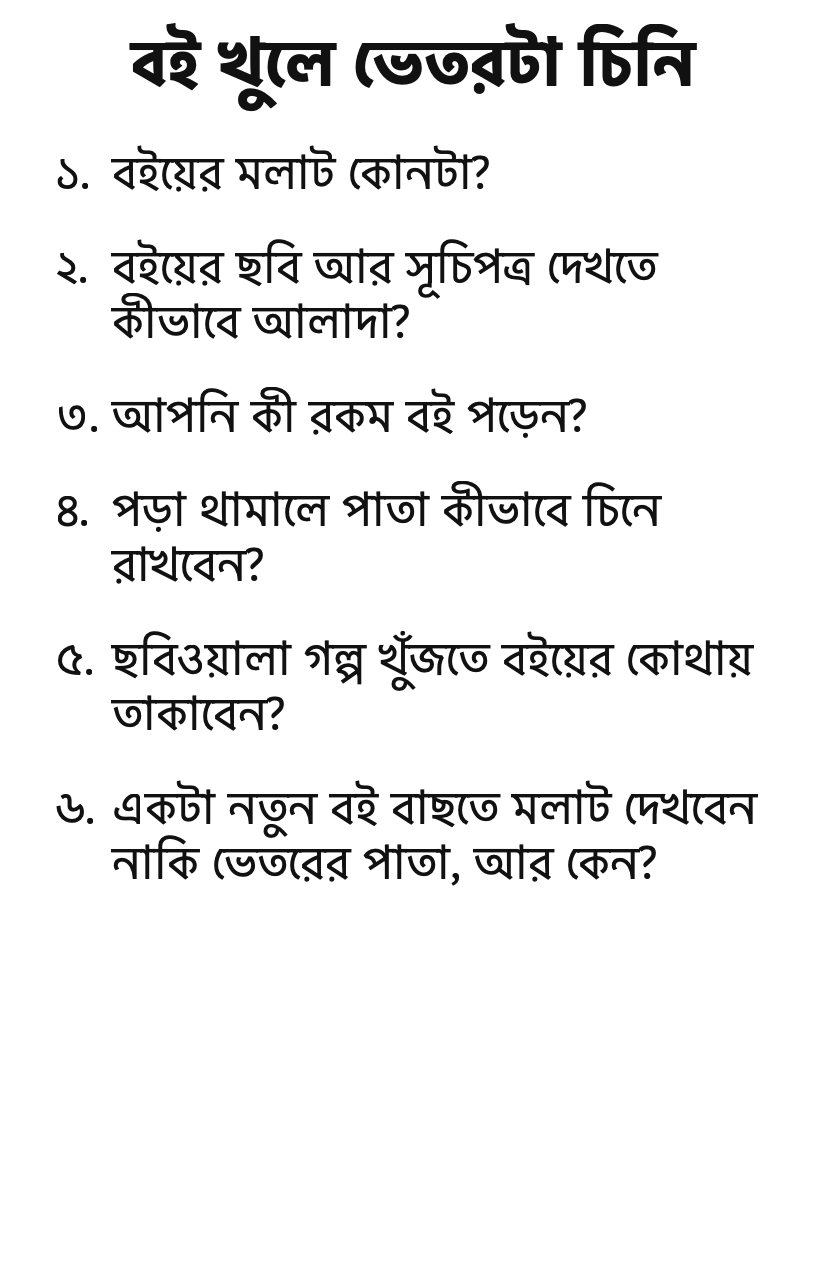 বই খুলে ভেতরটা চিনি
১. বইয়ের মলাট কোনটা?
২. বইয়ের ছবি আর সূচিপত্র দেখতে
কীভাবে আলাদা?
৩. আপনি কী রকম বই পড়েন?
৪. পড়া থামালে পাতা কীভাবে চিনে
রাখবেন?
৫. ছবিওয়ালা গল্প খুঁজতে বইয়ের কোথায়
তাকাবেন?
৬. একটা নতুন বই বাছতে মলাট দেখবেন
নাকি ভেতরের পাতা, আর কেন?